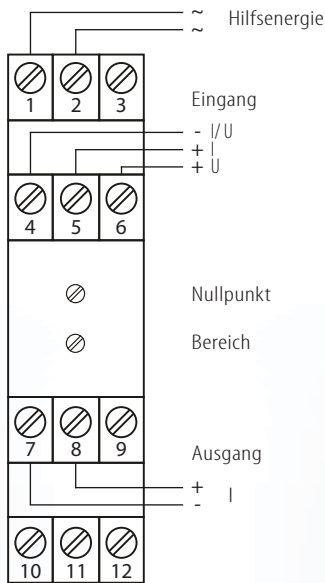 ~ Hilfsenergie
~
1 2 3
Eingang
- I/U
+ I
+ U
4 5 6
Nullpunkt
Bereich
7 8 9
Ausgang
+
- I
10 11 12